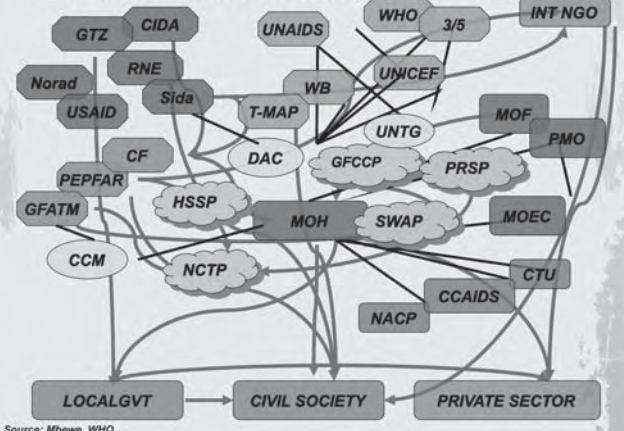 CIDA
GTZ
UNAIDS
WHO
3/5
INT NGO
RNE
Norad
USAID
Sida
WB
UNICEF
T-MAP
MOF
UNTG
PMO
CF
DAC
GFCCP
PRSP
PEPFAR
HSSP
GFATM
MOH
SWAP
MOEC
CCM
NCTP
CTU
CCAIDS
NACP
LOCALGVT
CIVIL SOCIETY
PRIVATE SECTOR
Source: Mbewe, WHO